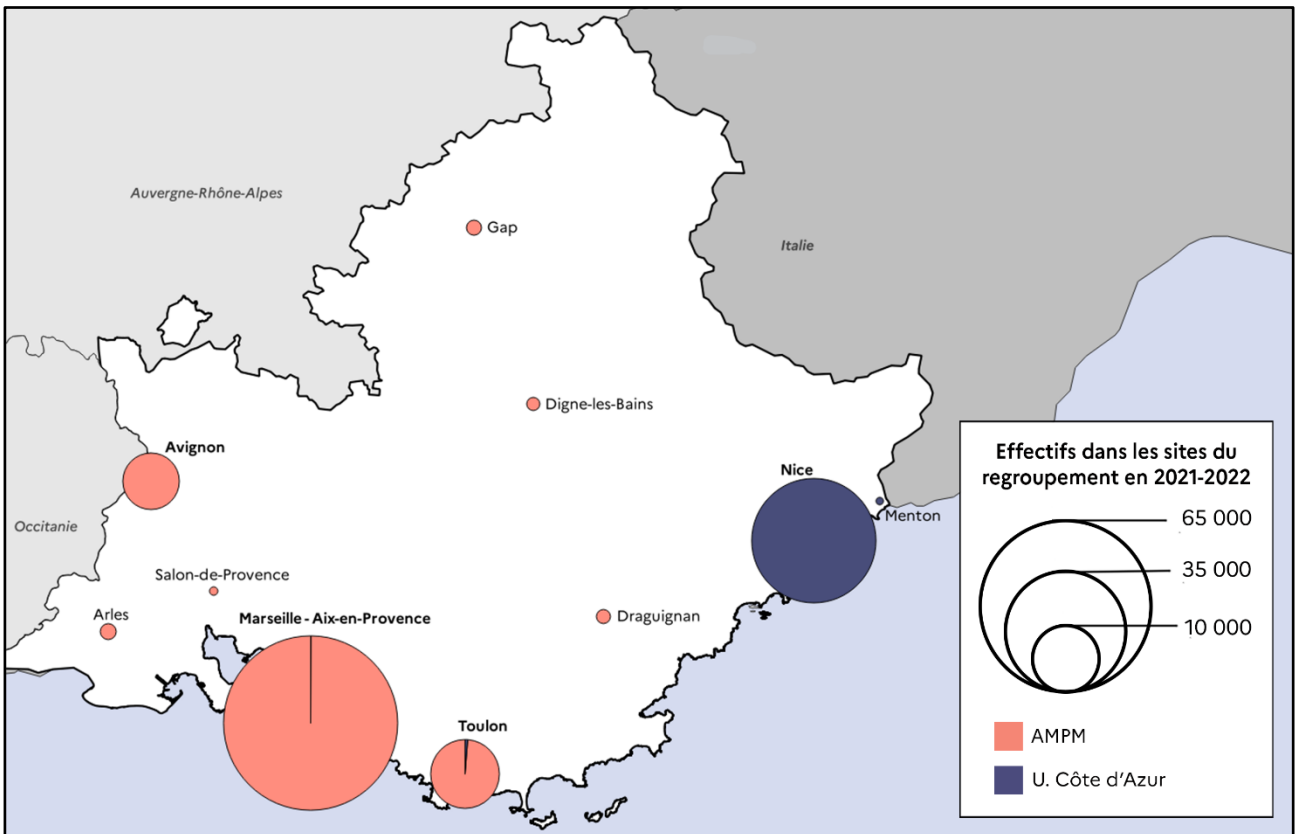 Auvergne-Rhône-Alpes
Gap
Italie
Digne-les-Bains
Avignon
Nice
Occitanie
Menton
Salon-de-Provence
Arles
Marseille - Aix-en-Provence
Draguignan
Toulon
Effectifs dans les sites du
regroupement en 2021-2022
65 000
35 000
10 000
AMPM
U. Côte d'Azur